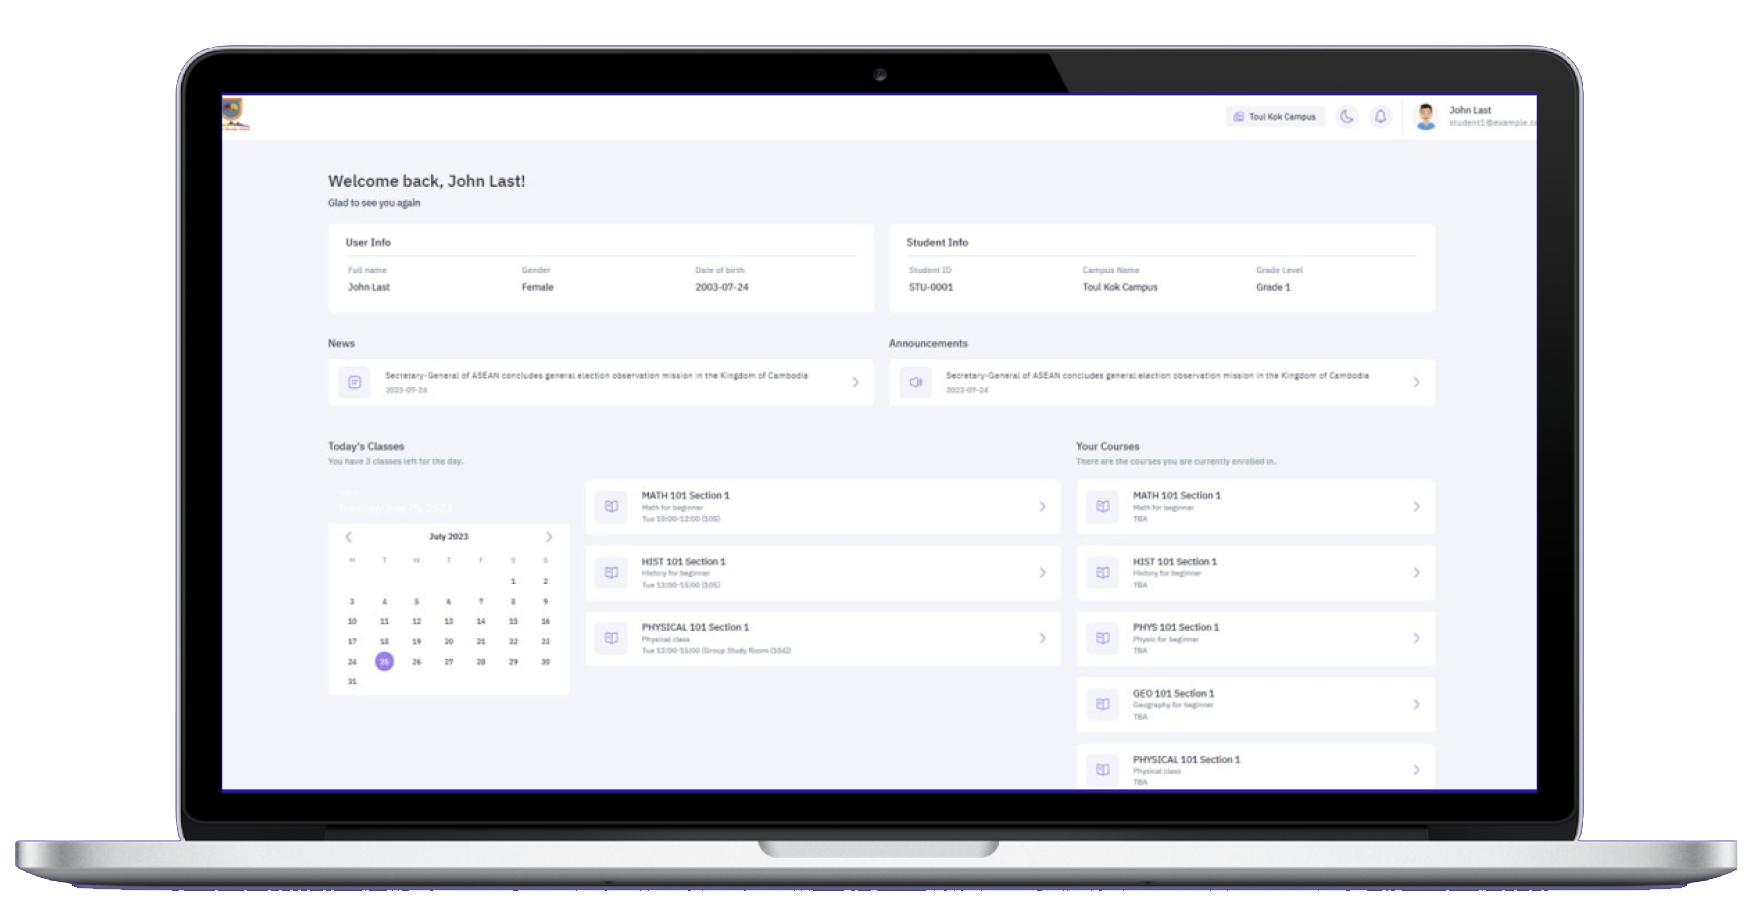 Toul Kok Campus
John Last
student1@example.c
Welcome back, John Last!
Glad to see you again
User Info
Full name Gender Date of birth
John Last Female 2003-07-24
Student Info
Student ID Campus Name Grade Level
STU-0001 Toul Kok Campus Grade 1
News
Secretary-General of ASEAN concludes general election observation mission in the Kingdom of Cambodia
2023-07-24
Announcements
Secretary-General of ASEAN concludes general election observation mission in the Kingdom of Cambodia
2023-07-24
Today's Classes
You have 3 classes left for the day.
July 2023
M T W T F S S
1 2
3 4 5 6 7 8 9
10 11 12 13 14 15 16
17 18 19 20 21 22 23
24 25 26 27 28 29 30
31
MATH 101 Section 1
Math for beginner
Tue 10:00-12:00 (105)
HIST 101 Section 1
History for beginner
Tue 13:00-15:00 (105)
PHYSICAL 101 Section 1
Physical class
Tue 13:00-15:00 (Group Study Room (104)
Your Courses
There are the courses you are currently enrolled in.
MATH 101 Section 1
Math for beginner
TBA
HIST 101 Section 1
History for beginner
TBA
PHYS 101 Section 1
Physic for beginner
TBA
GEO 101 Section 1
Geography for beginner
TBA
PHYSICAL 101 Section 1
Physical class
TBA